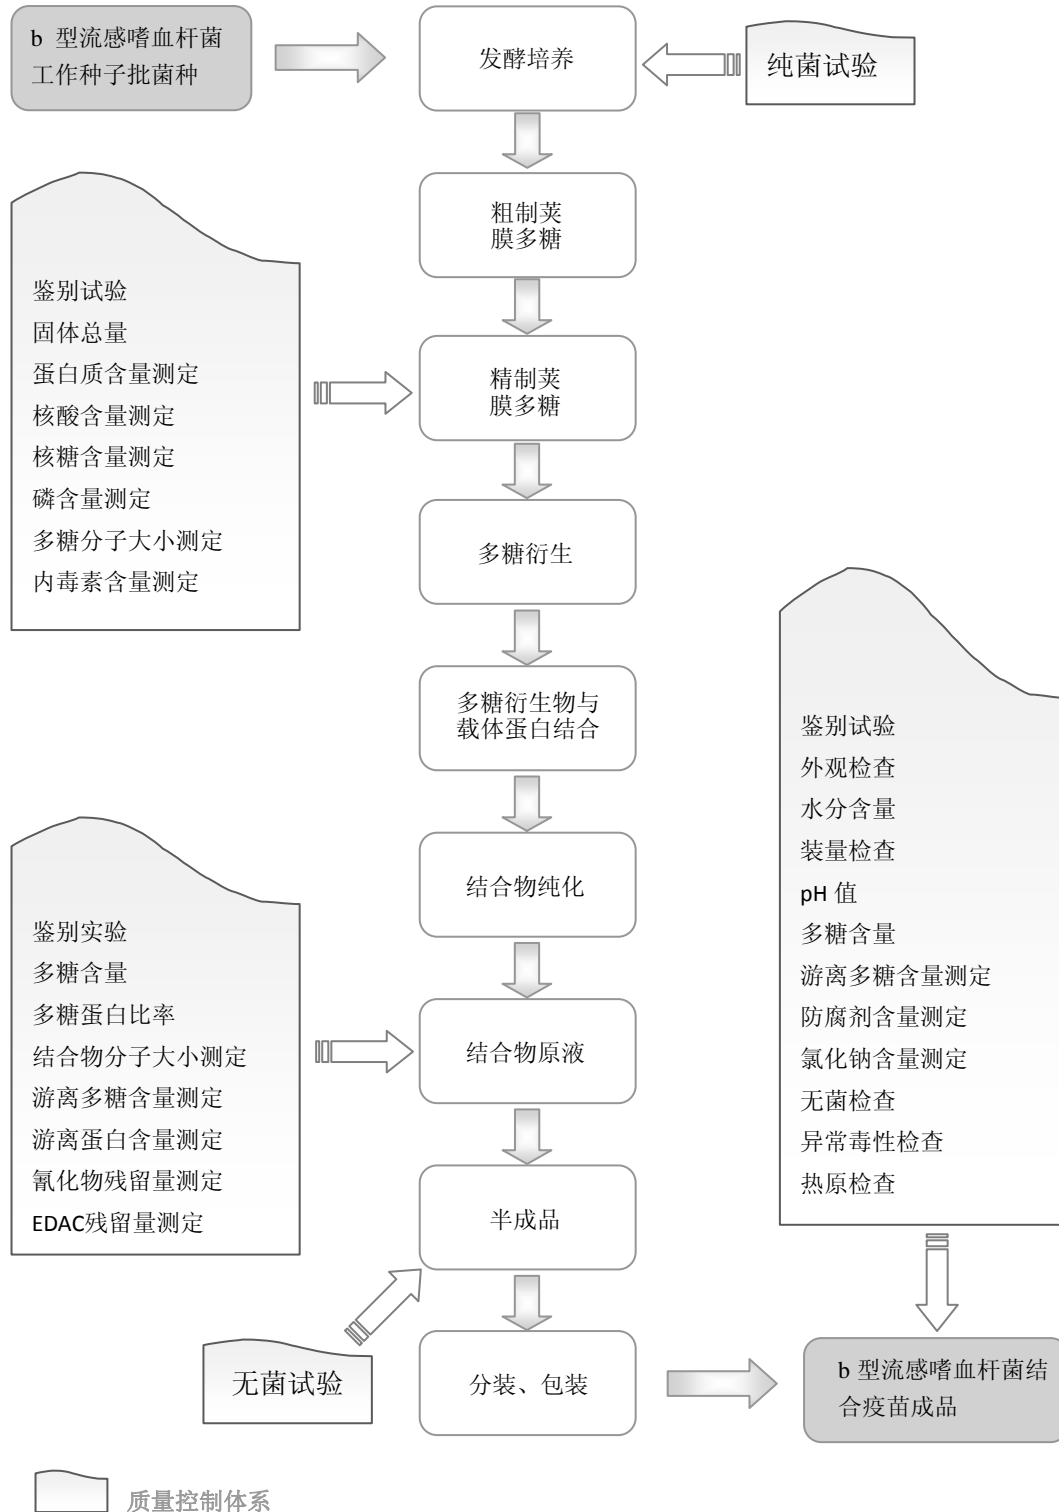 b 型流感嗜血杆菌
工作种子批菌种
发酵培养
纯菌试验
粗制荚
膜多糖
鉴别试验
固体总量
蛋白质含量测定
核酸含量测定
核糖含量测定
磷含量测定
多糖分子大小测定
内毒素含量测定
精制荚
膜多糖
多糖衍生
多糖衍生物与
载体蛋白结合
结合物纯化
鉴别实验
多糖含量
多糖蛋白比率
结合物分子大小测定
游离多糖含量测定
游离蛋白含量测定
氰化物残留量测定
EDAC残留量测定
结合物原液
鉴别试验
外观检查
水分含量
装量检查
pH 值
多糖含量
游离多糖含量测定
防腐剂含量测定
氯化钠含量测定
无菌检查
异常毒性检查
热原检查
半成品
无菌试验
分装、包装
b 型流感嗜血杆菌结
合疫苗成品
质量控制体系